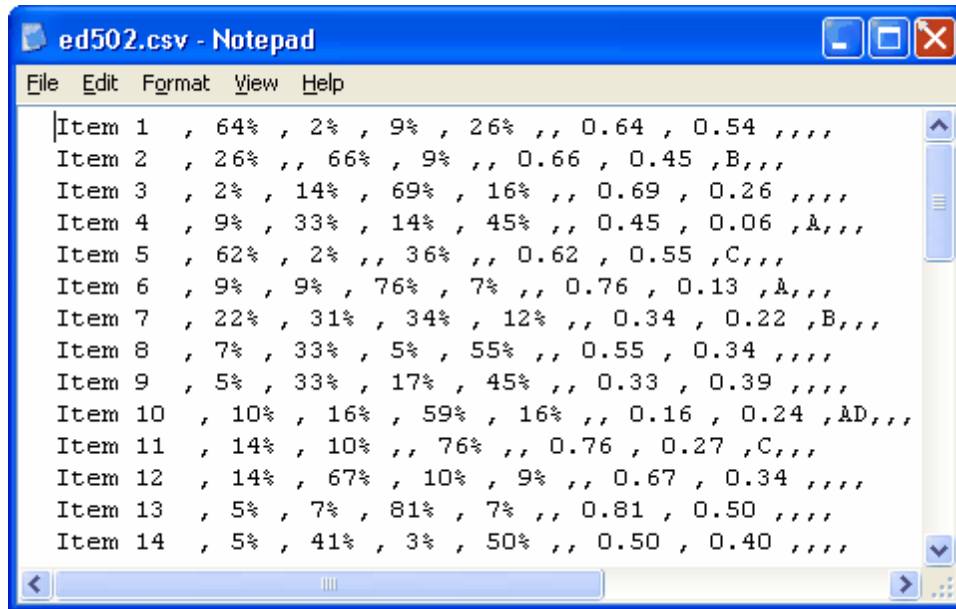 ed502.csv - Notepad
File Edit Format View Help
Item 1 , 64% , 2% , 9% , 26% ,, 0.64 , 0.54 ,,,,
Item 2 , 26% ,, 66% , 9% ,, 0.66 , 0.45 ,B,,,
Item 3 , 2% , 14% , 69% , 16% ,, 0.69 , 0.26 ,,,,
Item 4 , 9% , 33% , 14% , 45% ,, 0.45 , 0.06 ,A,,,
Item 5 , 62% , 2% ,, 36% ,, 0.62 , 0.55 ,C,,,
Item 6 , 9% , 9% , 76% , 7% ,, 0.76 , 0.13 ,A,,,
Item 7 , 22% , 31% , 34% , 12% ,, 0.34 , 0.22 ,B,,,
Item 8 , 7% , 33% , 5% , 55% ,, 0.55 , 0.34 ,,,,
Item 9 , 5% , 33% , 17% , 45% ,, 0.33 , 0.39 ,,,,
Item 10 , 10% , 16% , 59% , 16% ,, 0.16 , 0.24 ,AD,,,
Item 11 , 14% , 10% ,, 76% ,, 0.76 , 0.27 ,C,,,
Item 12 , 14% , 67% , 10% , 9% ,, 0.67 , 0.34 ,,,,
Item 13 , 5% , 7% , 81% , 7% ,, 0.81 , 0.50 ,,,,
Item 14 , 5% , 41% , 3% , 50% ,, 0.50 , 0.40 ,,,,